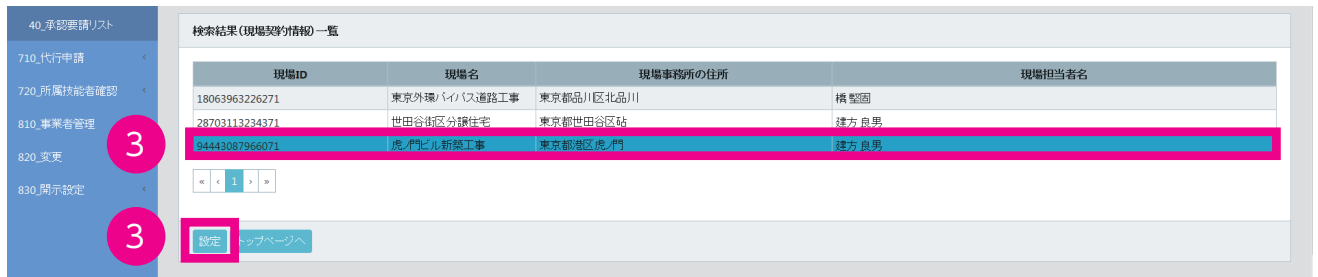 40_承認要請リスト
710_代行申請
720_所属技能者確認
810_事業者管理
820_変更
830_開示設定
検索結果(現場契約情報)一覧
現場ID 現場名 現場事務所の住所 現場担当者名
18063963226271 東京外環バイパス道路工事 東京都品川区北品川 橋 堅固
28703113234371 世田谷街区分譲住宅 東京都世田谷区砧 建方 良男
3 94443087966071 虎ノ門ビル新築工事 東京都港区虎ノ門 建方 良男
« ‹ 1 › »
3 設定 トップページへ